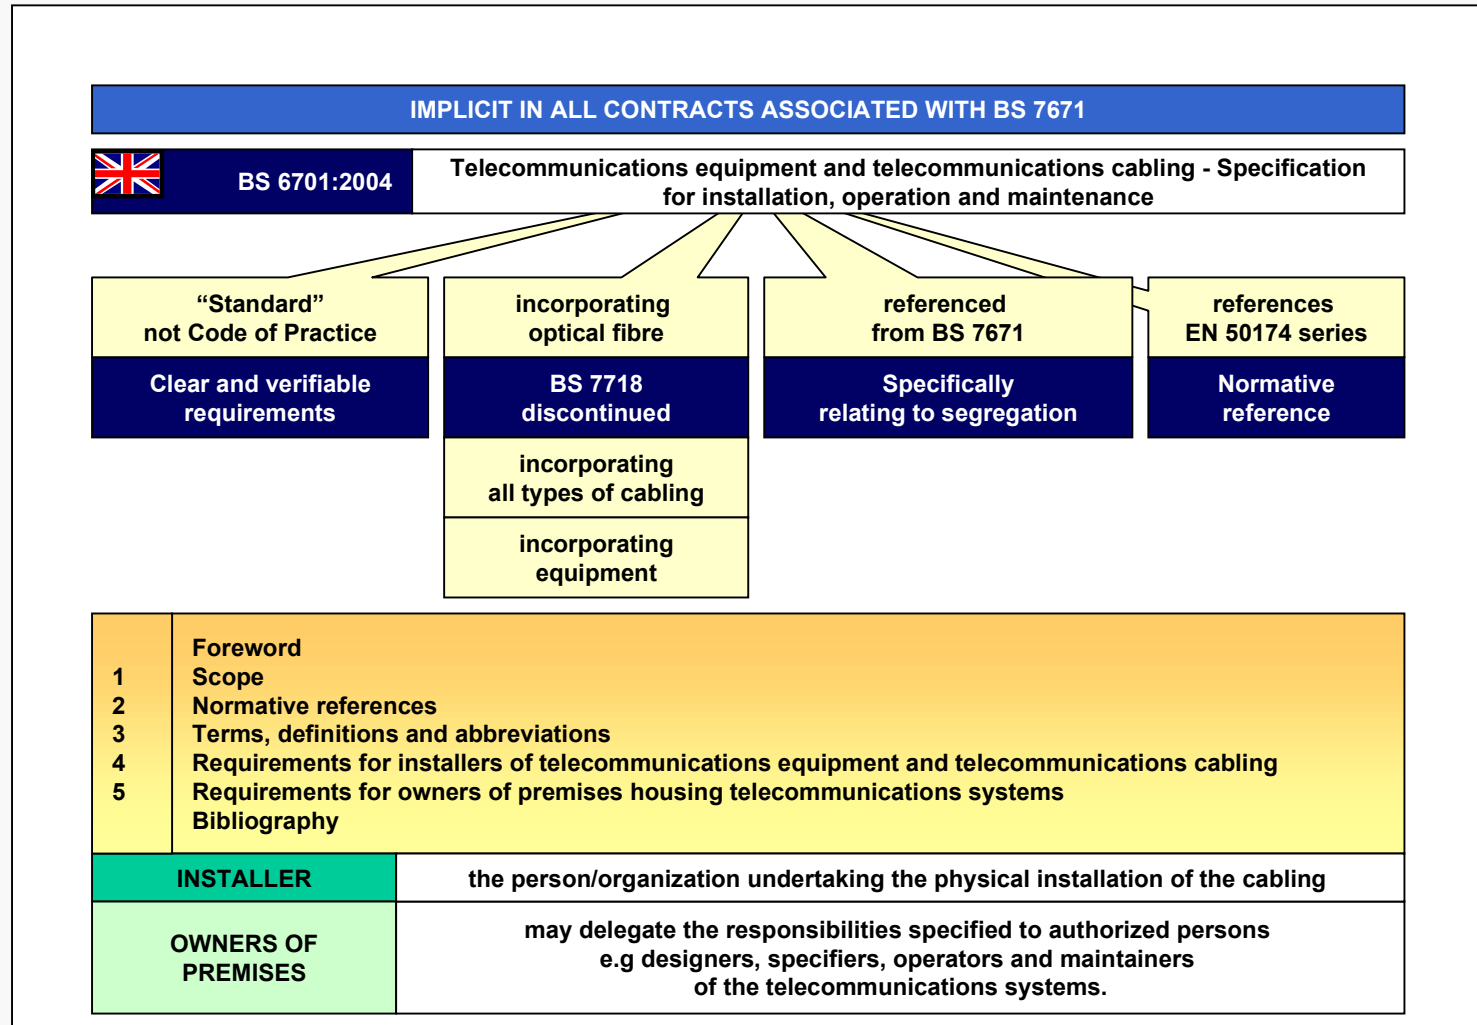 IMPLICIT IN ALL CONTRACTS ASSOCIATED WITH BS 7671
BS 6701:2004
Telecommunications equipment and telecommunications cabling - Specification
for installation, operation and maintenance
“Standard”
not Code of Practice
Clear and verifiable
requirements
incorporating
optical fibre
BS 7718
discontinued
incorporating
all types of cabling
incorporating
equipment
referenced
from BS 7671
Specifically
relating to segregation
references
EN 50174 series
Normative
reference
Foreword
1 Scope
2 Normative references
3 Terms, definitions and abbreviations
4 Requirements for installers of telecommunications equipment and telecommunications cabling
5 Requirements for owners of premises housing telecommunications systems
Bibliography
INSTALLER
the person/organization undertaking the physical installation of the cabling
OWNERS OF
PREMISES
may delegate the responsibilities specified to authorized persons
e.g designers, specifiers, operators and maintainers
of the telecommunications systems.